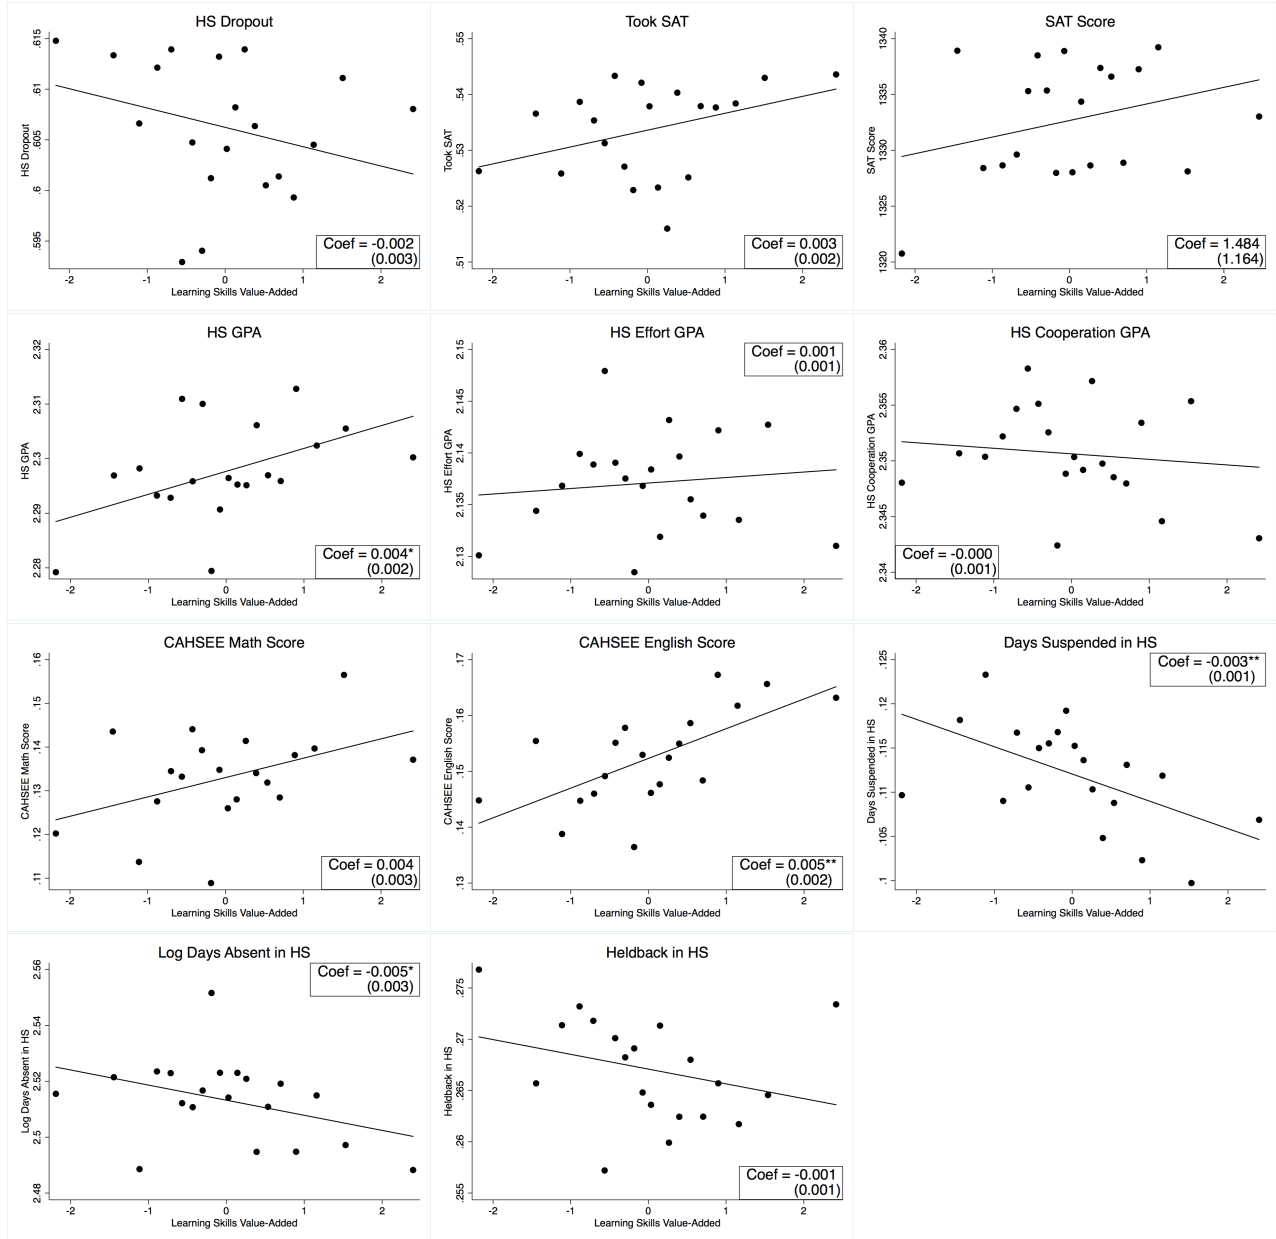 HS Dropout
HS Dropout
.615
.61
.605
.6
.595
-2 -1 0 1 2
Learning Skills Value-Added
Coef = -0.002
(0.003)
Took SAT
Took SAT
.55
.54
.53
.52
.51
-2 -1 0 1 2
Learning Skills Value-Added
Coef = 0.003
(0.002)
SAT Score
SAT Score
1340
1335
1330
1325
1320
-2 -1 0 1 2
Learning Skills Value-Added
Coef = 1.484
(1.164)
HS GPA
HS GPA
2.32
2.31
2.3
2.29
2.28
-2 -1 0 1 2
Learning Skills Value-Added
Coef = 0.004*
(0.002)
HS Effort GPA
HS Effort GPA
2.15
2.145
2.14
2.135
2.13
-2 -1 0 1 2
Learning Skills Value-Added
Coef = 0.001
(0.001)
HS Cooperation GPA
HS Cooperation GPA
2.36
2.355
2.35
2.345
2.34
-2 -1 0 1 2
Learning Skills Value-Added
Coef = -0.000
(0.001)
CAHSEE Math Score
CAHSEE Math Score
.16
.15
.14
.13
.12
.11
-2 -1 0 1 2
Learning Skills Value-Added
Coef = 0.004
(0.003)
CAHSEE English Score
CAHSEE English Score
.17
.16
.15
.14
.13
-2 -1 0 1 2
Learning Skills Value-Added
Coef = 0.005**
(0.002)
Days Suspended in HS
Days Suspended in HS
.125
.12
.115
.11
.105
.1
-2 -1 0 1 2
Learning Skills Value-Added
Coef = -0.003**
(0.001)
Log Days Absent in HS
Log Days Absent in HS
2.56
2.54
2.52
2.5
2.48
-2 -1 0 1 2
Learning Skills Value-Added
Coef = -0.005*
(0.003)
Heldback in HS
Heldback in HS
.275
.27
.265
.26
.255
-2 -1 0 1 2
Learning Skills Value-Added
Coef = -0.001
(0.001)